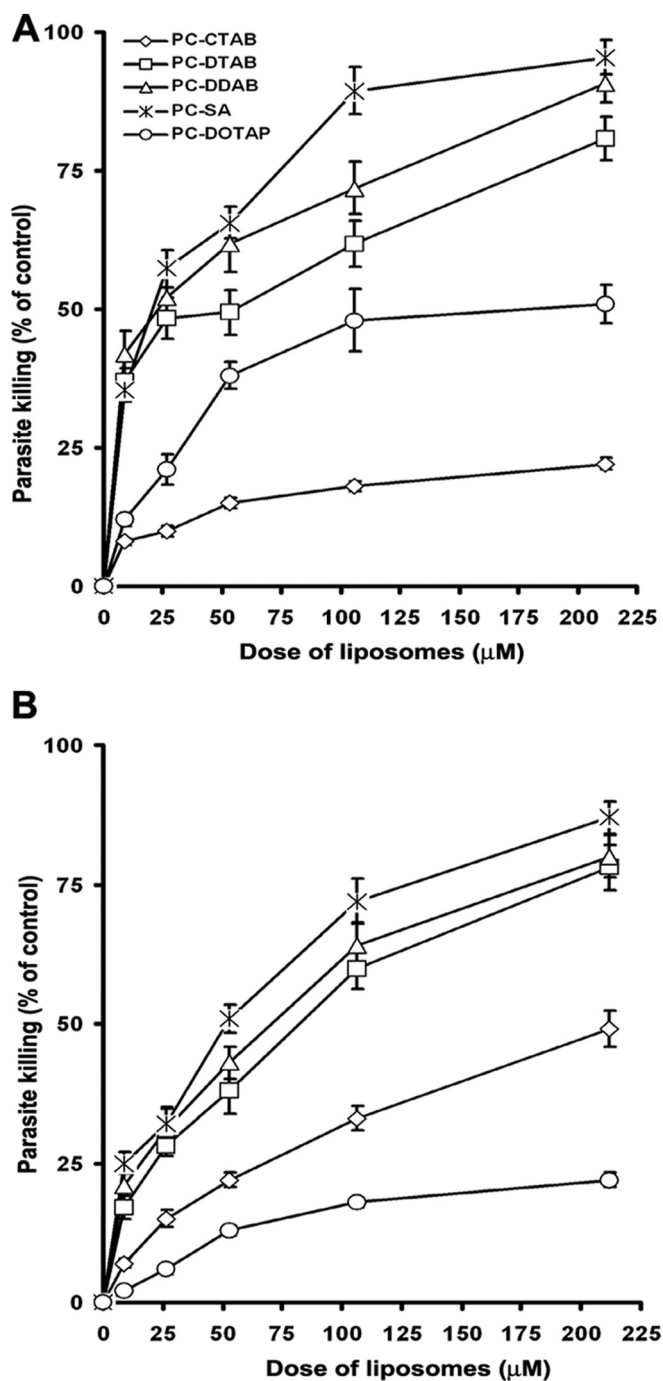 A
100
PC-CTAB
PC-DTAB
PC-DDAB
PC-SA
PC-DOTAP
75
50
25
0
Parasite killing (% of control)
0 25 50 75 100 125 150 175 200 225
Dose of liposomes (μM)
B
100
75
50
25
0
Parasite killing (% of control)
0 25 50 75 100 125 150 175 200 225
Dose of liposomes (μM)